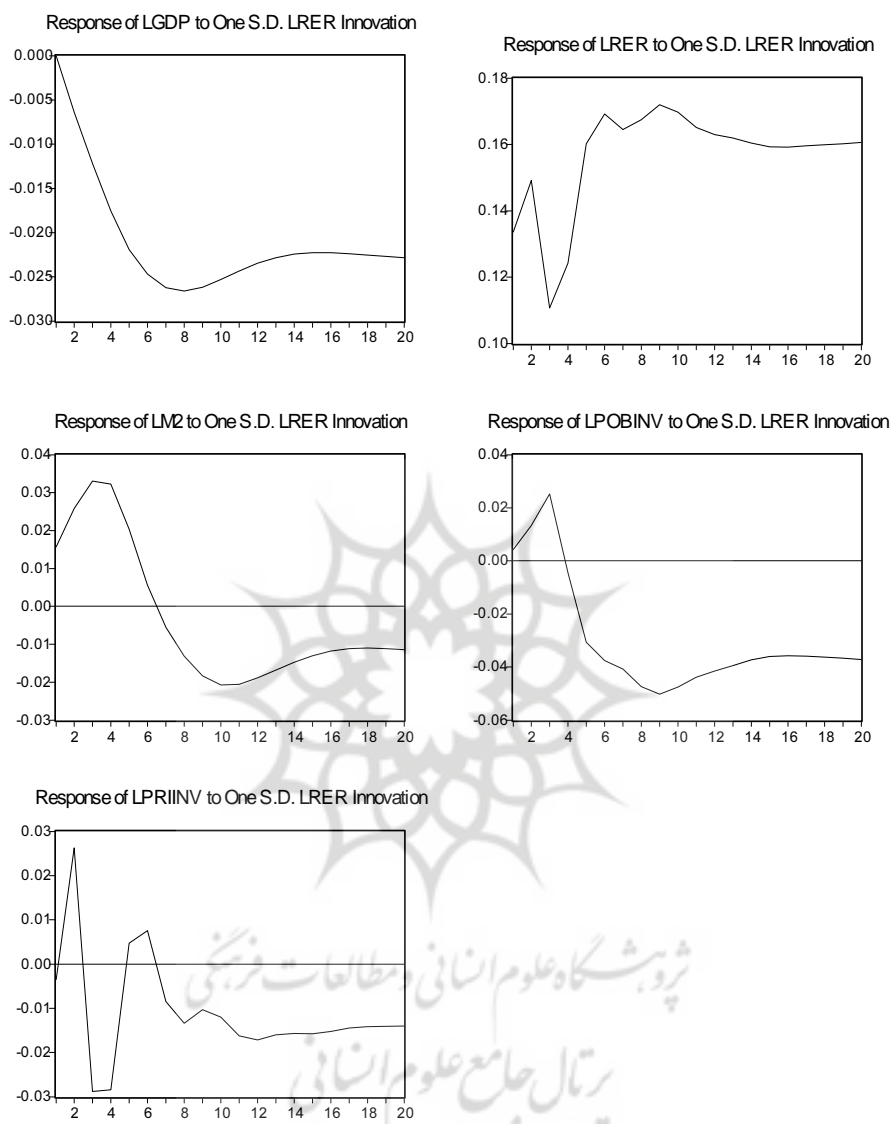 Response of LGDP to One S.D. LRER Innovation
0.000
-0.005
-0.010
-0.015
-0.020
-0.025
-0.030
2 4 6 8 10 12 14 16 18 20
Response of LRER to One S.D. LRER Innovation
0.18
0.16
0.14
0.12
0.10
2 4 6 8 10 12 14 16 18 20
Response of LM2 to One S.D. LRER Innovation
0.04
0.03
0.02
0.01
0.00
-0.01
-0.02
-0.03
2 4 6 8 10 12 14 16 18 20
Response of LPOBINV to One S.D. LRER Innovation
0.04
0.02
0.00
-0.02
-0.04
-0.06
2 4 6 8 10 12 14 16 18 20
Response of LPRIINV to One S.D. LRER Innovation
0.03
0.02
0.01
0.00
-0.01
-0.02
-0.03
2 4 6 8 10 12 14 16 18 20
پژوهشگاه علوم انسانی و مطالعات فرهنگی
پرتال جامع علوم انسانی